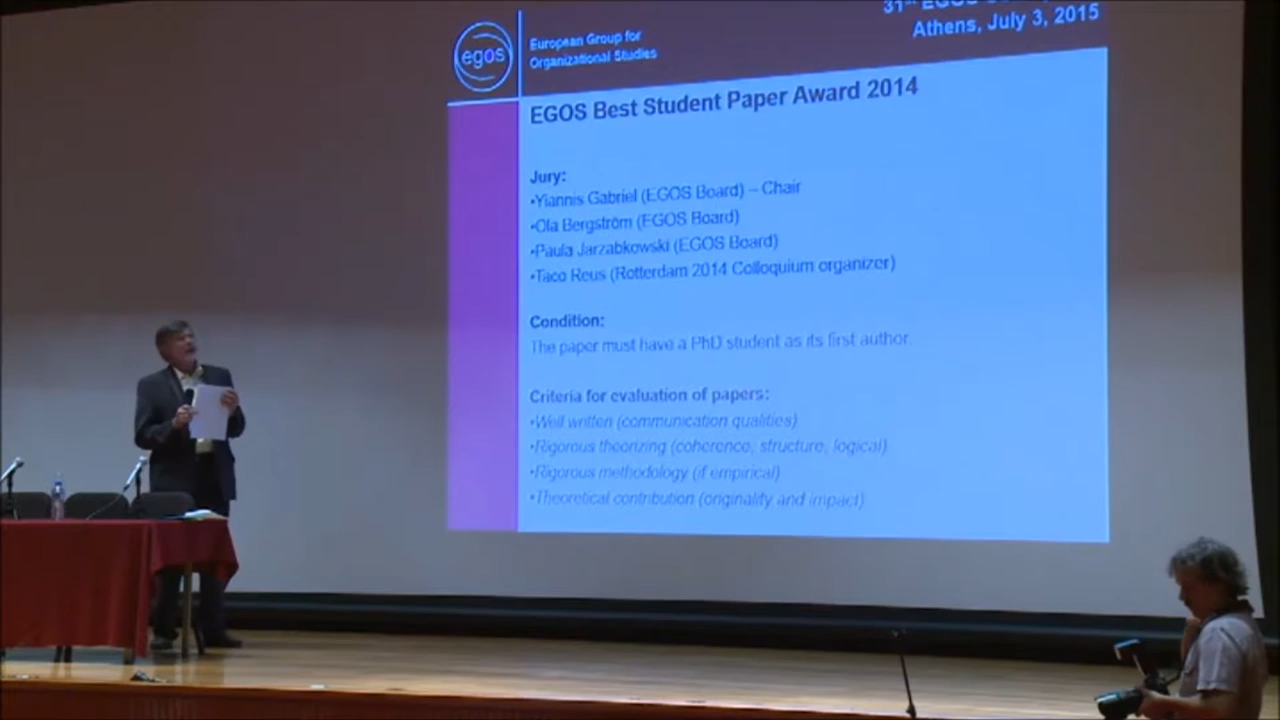 egos
European Group for
Organizational Studies
31st EGOS
Athens, July 3, 2015
EGOS Best Student Paper Award 2014
Jury:
•Yiannis Gabriel (EGOS Board) – Chair
•Ola Bergström (EGOS Board)
•Paula Jarzabkowski (EGOS Board)
•Taco Reus (Rotterdam 2014 Colloquium organizer)
Condition:
The paper must have a PhD student as its first author.
Criteria for evaluation of papers:
•Well written (communication qualities)
•Rigorous theorizing (coherence, structure, logical)
•Rigorous methodology (if empirical)
•Theoretical contribution (originality and impact)